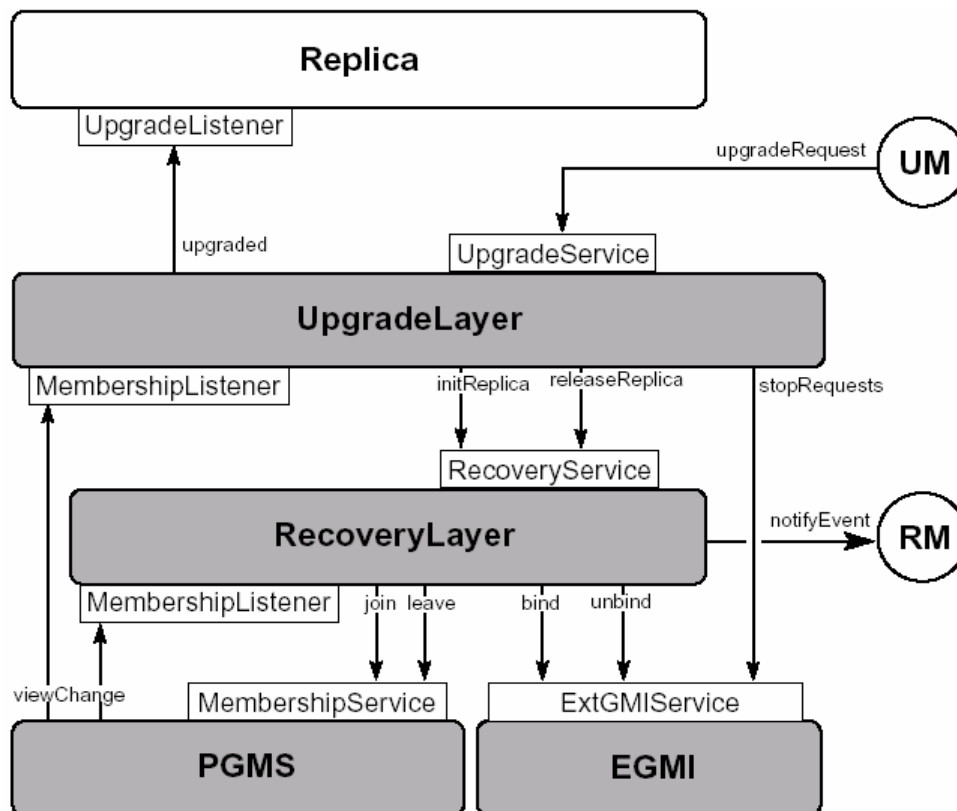 Replica
UpgradeListener
upgradeRequest
UM
upgraded
UpgradeService
UpgradeLayer
MembershipListener
initReplica
releaseReplica
stopRequests
RecoveryService
RecoveryLayer
notifyEvent
RM
MembershipListener
join
leave
bind
unbind
viewChange
MembershipService
ExtGMIService
PGMS
EGMI